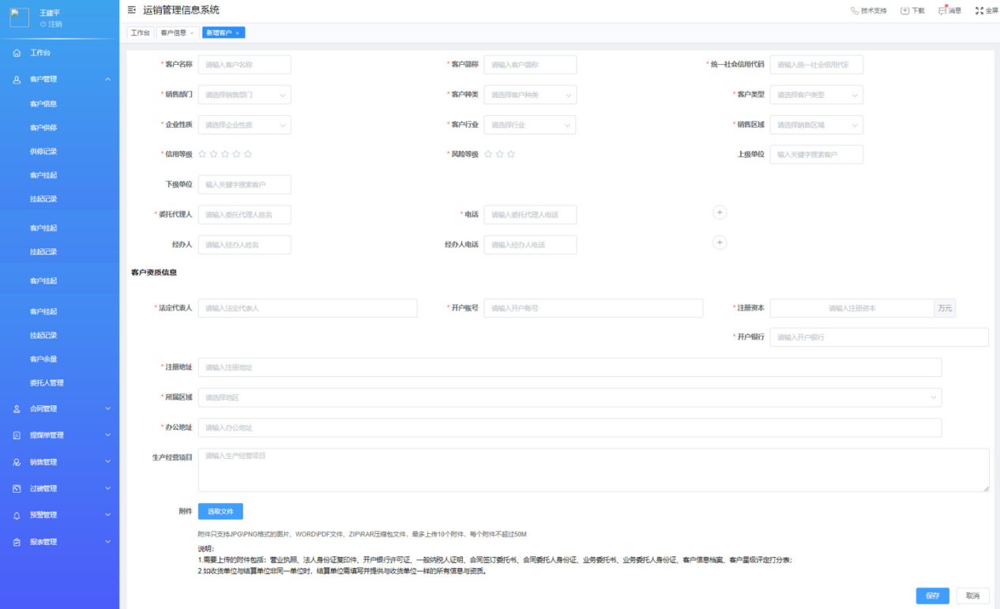 王建平
注销
运销管理信息系统
技术支持 下载 消息 全屏
工作台 客户信息 × 新增客户 ×
工作台
客户管理
客户信息
客户供停
供停记录
客户挂起
挂起记录
客户挂起
挂起记录
客户挂起
客户挂起
挂起记录
客户余量
委托人管理
合同管理
提煤单管理
销售管理
过磅管理
预警管理
报表管理
* 客户名称 请输入客户名称 * 客户简称 请输入客户简称 * 统一社会信用代码 请输入统一社会信用代码
* 销售部门 请选择销售部门 * 客户种类 请选择客户种类 * 客户类型 请选择客户类型
* 企业性质 请选择企业性质 * 客户行业 请选择行业 * 销售区域 请选择销售区域
* 信用等级 * 风险等级 上级单位 输入关键字搜索客户
下级单位 输入关键字搜索客户
* 委托代理人 请输入委托代理人姓名 * 电话 请输入委托代理人电话 +
经办人 请输入经办人姓名 经办人电话 请输入经办人电话 +
客户资质信息
* 法定代表人 请输入法定代表人 * 开户账号 请输入开户账号 * 注册资本 请输入注册资本 万元
* 开户银行 请输入开户银行
* 注册地址 请输入注册地址
* 所属区域 请选择地区
* 办公地址 请输入办公地址
生产经营项目 请输入生产经营项目
附件 选取文件
附件只支持JPG\PNG格式的图片、WORD\PDF文件、ZIP\RAR压缩包文件、最多上传10个附件、每个附件不超过50M
说明：
1.需要上传的附件包括：营业执照、法人身份证复印件、开户银行许可证、一般纳税人证明、合同签订委托书、合同委托人身份证、业务委托书、业务委托人身份证、客户信息档案、客户星级评定打分表；
2.如收货单位与结算单位非同一单位时，结算单位需填写并提供与收货单位一样的所有信息与资质。
保存 取消